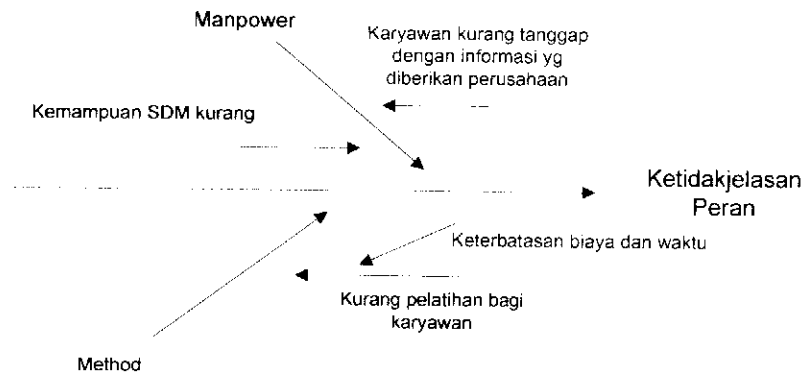 Manpower
Karyawan kurang tanggap
dengan informasi yg
diberikan perusahaan
Kemampuan SDM kurang
Ketidakjelasan
Peran
Keterbatasan biaya dan waktu
Kurang pelatihan bagi
karyawan
Method